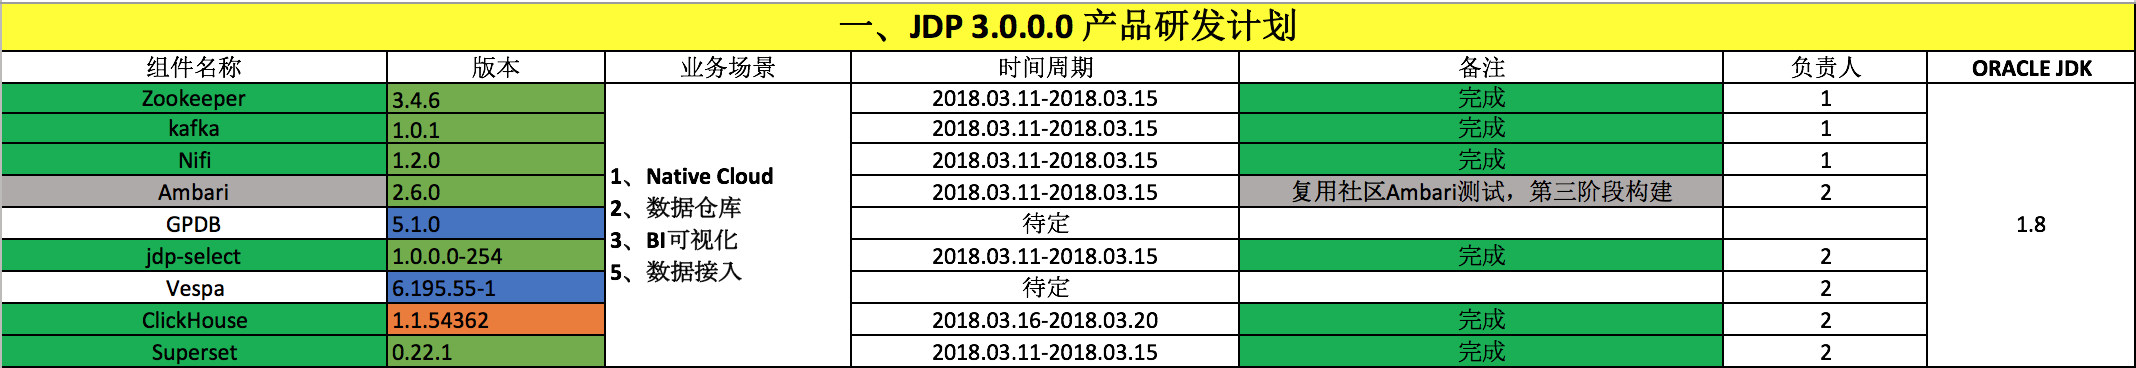 一、JDP 3.0.0.0 产品研发计划
组件名称 版本 业务场景 时间周期 备注 负责人 ORACLE JDK
Zookeeper 3.4.6 2018.03.11-2018.03.15 完成 1
kafka 1.0.1 2018.03.11-2018.03.15 完成 1
Nifi 1.2.0 2018.03.11-2018.03.15 完成 1
Ambari 2.6.0 2018.03.11-2018.03.15 复用社区Ambari测试，第三阶段构建 2
GPDB 5.1.0 待定 2
jdp-select 1.0.0.0-254 2018.03.11-2018.03.15 完成 2
Vespa 6.195.55-1 待定 2
ClickHouse 1.1.54362 2018.03.16-2018.03.20 完成 2
Superset 0.22.1 2018.03.11-2018.03.15 完成 2
1、Native Cloud
2、数据仓库
3、BI可视化
5、数据接入
1.8